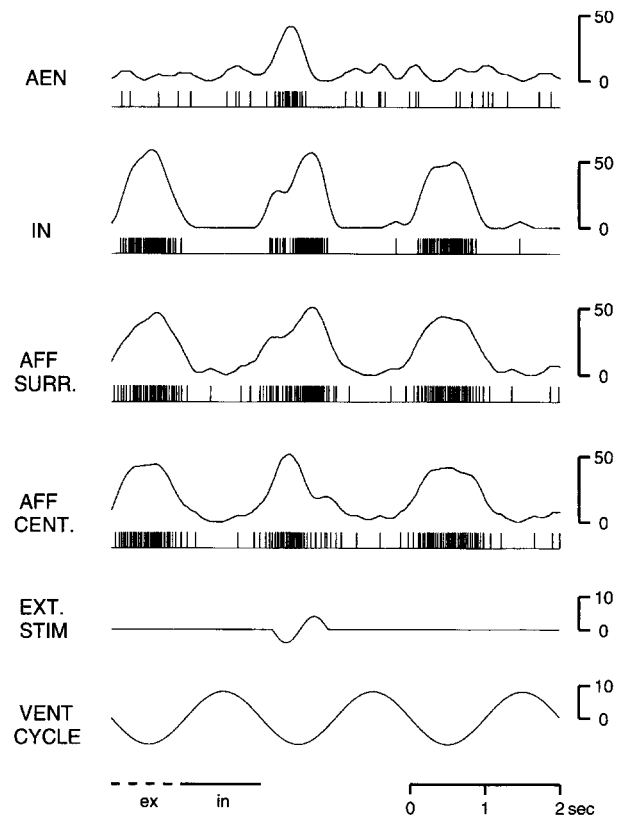 50
AEN
0
50
IN
0
50
AFF
SURR.
0
50
AFF
CENT.
0
EXT.
STIM
10
0
VENT
CYCLE
10
0
ex in
0 1 2 sec